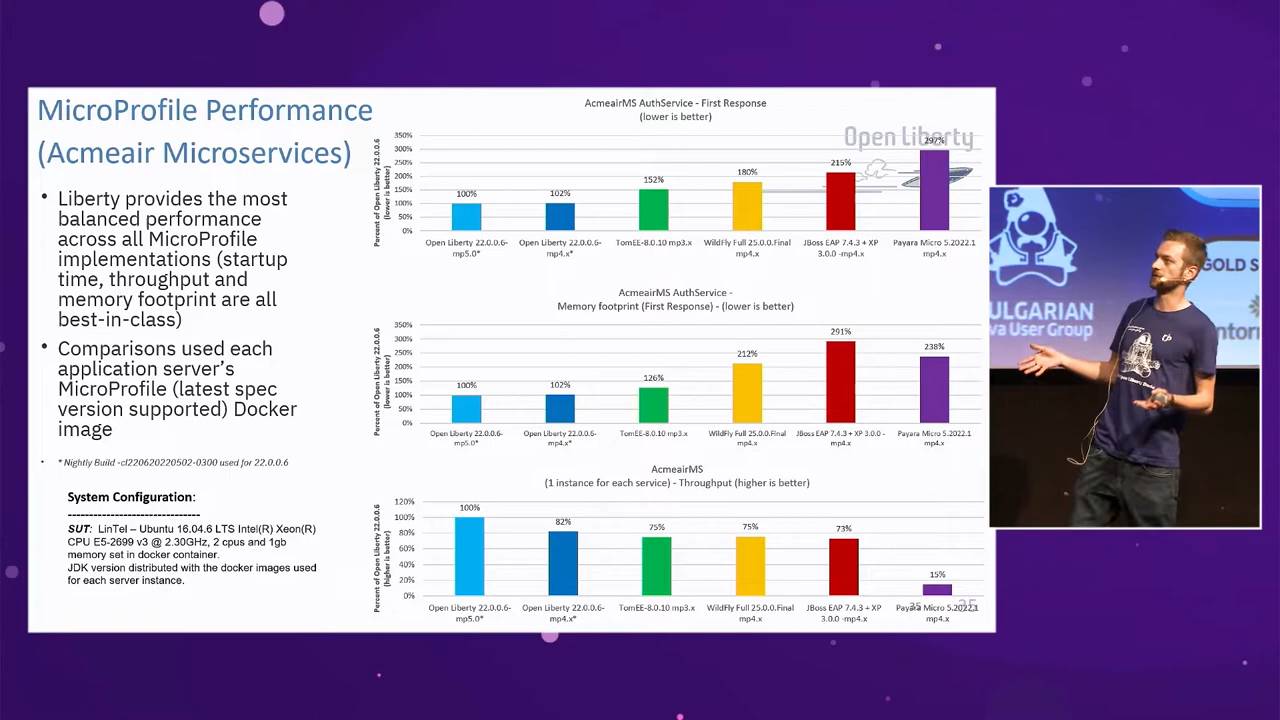 MicroProfile Performance
(Acmeair Microservices)
• Liberty provides the most
balanced performance
across all MicroProfile
implementations (startup
time, throughput and
memory footprint are all
best-in-class)
• Comparisons used each
application server’s
MicroProfile (latest spec
version supported) Docker
image
• * Nightly Build -cl220620220502-0300 used for 22.0.0.6
System Configuration:
-------------------------------
SUT: LinTel – Ubuntu 16.04.6 LTS Intel(R) Xeon(R)
CPU E5-2699 v3 @ 2.30GHz, 2 cpus and 1gb
memory set in docker container.
JDK version distributed with the docker images used
for each server instance.
AcmeairMS AuthService - First Response
(lower is better)
Open Liberty
Percent of Open Liberty 22.0.0.6
(lower is better)
350%
300%
250%
200%
150%
100%
50%
0%
100%
102%
152%
180%
215%
297%
Open Liberty 22.0.0.6-
mp5.0*
Open Liberty 22.0.0.6-
mp4.x*
TomEE-8.0.10 mp3.x
WildFly Full 25.0.0.Final
mp4.x
JBoss EAP 7.4.3 + XP
3.0.0 -mp4.x
Payara Micro 5.2022.1
mp4.x
AcmeairMS AuthService -
Memory footprint (First Response) - (lower is better)
Percent of Open Liberty 22.0.0.6
(lower is better)
350%
300%
250%
200%
150%
100%
50%
0%
100%
102%
126%
212%
291%
238%
Open Liberty 22.0.0.6-
mp5.0*
Open Liberty 22.0.0.6-
mp4.x*
TomEE-8.0.10 mp3.x
WildFly Full 25.0.0.Final
mp4.x
JBoss EAP 7.4.3 + XP 3.0.0 -
mp4.x
Payara Micro 5.2022.1
mp4.x
AcmeairMS
(1 instance for each service) - Throughput (higher is better)
Percent of Open Liberty 22.0.0.6
(higher is better)
120%
100%
80%
60%
40%
20%
0%
100%
82%
75%
75%
73%
15%
Open Liberty 22.0.0.6-
mp5.0*
Open Liberty 22.0.0.6-
mp4.x*
TomEE-8.0.10 mp3.x
WildFly Full 25.0.0.Final
mp4.x
JBoss EAP 7.4.3 + XP
3.0.0 -mp4.x
Payara Micro 5.2022.1
mp4.x
35
ULGARIAN
va User Group
GOLD S
ntorr